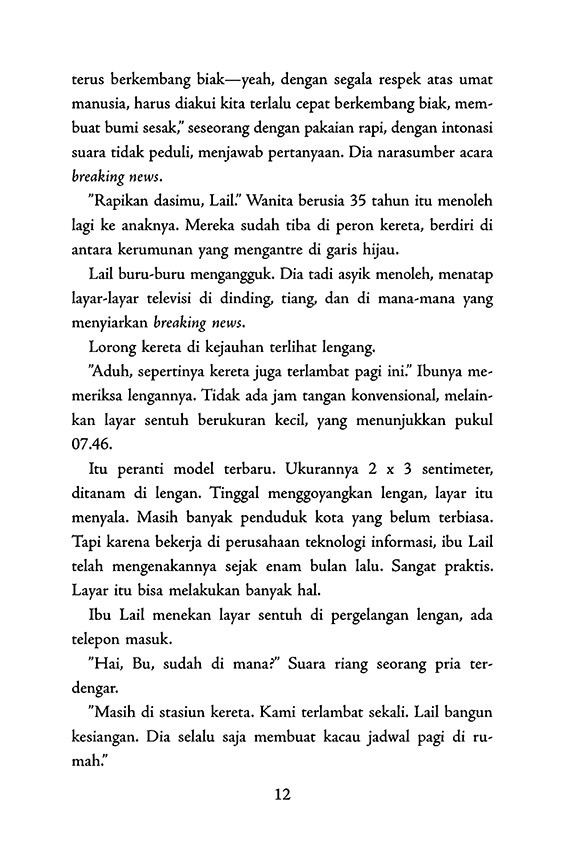 terus berkembang biak—yeah, dengan segala respek atas umat
manusia, harus diakui kita terlalu cepat berkembang biak, mem-
buat bumi sesak,” seseorang dengan pakaian rapi, dengan intonasi
suara tidak peduli, menjawab pertanyaan. Dia narasumber acara
breaking news.
”Rapikan dasimu, Lail.” Wanita berusia 35 tahun itu menoleh
lagi ke anaknya. Mereka sudah tiba di peron kereta, berdiri di
antara kerumunan yang mengantre di garis hijau.
Lail buru-buru mengangguk. Dia tadi asyik menoleh, menatap
layar-layar televisi di dinding, tiang, dan di mana-mana yang
menyiarkan breaking news.
Lorong kereta di kejauhan terlihat lengang.
”Aduh, sepertinya kereta juga terlambat pagi ini.” Ibunya me-
meriksa lengannya. Tidak ada jam tangan konvensional, melain-
kan layar sentuh berukuran kecil, yang menunjukkan pukul
07.46.
Itu peranti model terbaru. Ukurannya 2 x 3 sentimeter,
ditanam di lengan. Tinggal menggoyangkan lengan, layar itu
menyala. Masih banyak penduduk kota yang belum terbiasa.
Tapi karena bekerja di perusahaan teknologi informasi, ibu Lail
telah mengenakannya sejak enam bulan lalu. Sangat praktis.
Layar itu bisa melakukan banyak hal.
Ibu Lail menekan layar sentuh di pergelangan lengan, ada
telepon masuk.
”Hai, Bu, sudah di mana?” Suara riang seorang pria ter-
dengar.
”Masih di stasiun kereta. Kami terlambat sekali. Lail bangun
kesiangan. Dia selalu saja membuat kacau jadwal pagi di ru-
mah.”
12